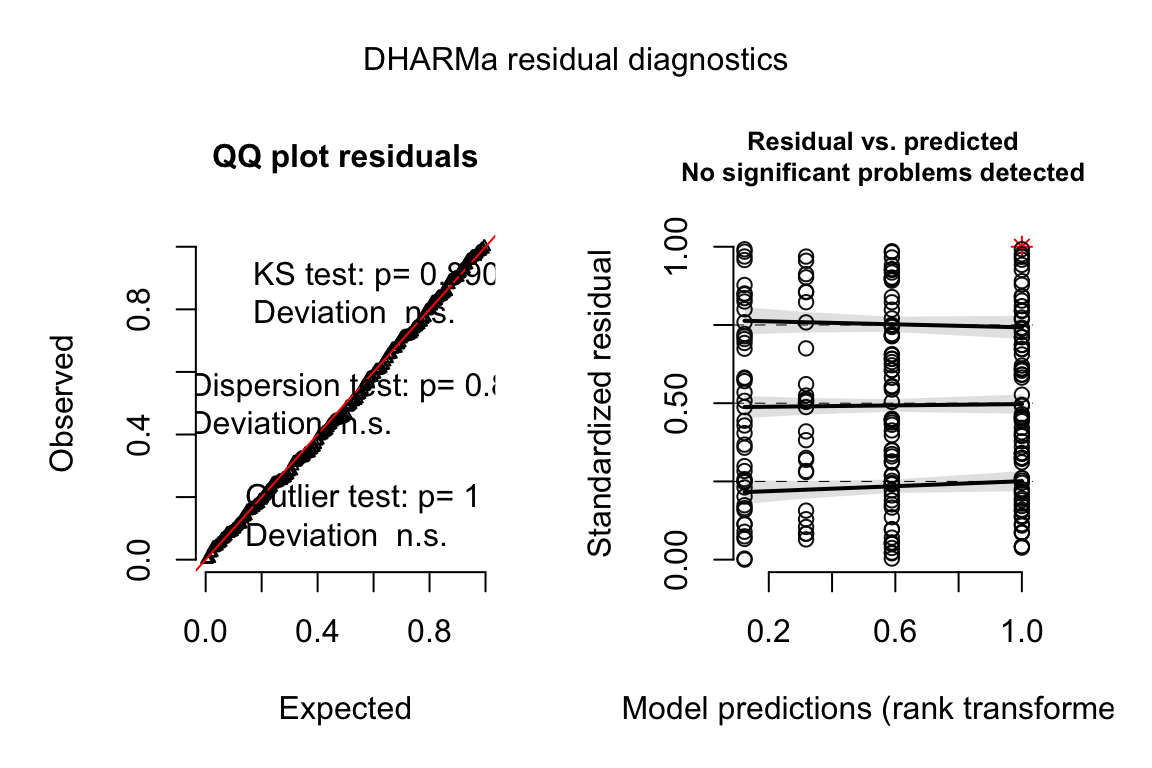 DHARMa residual diagnostics
QQ plot residuals
KS test: p= 0.890
Deviation n.s.
Dispersion test: p= 0.8
Deviation n.s.
Outlier test: p= 1
Deviation n.s.
Observed
0.0 0.4 0.8
0.0 0.4 0.8
Expected
Residual vs. predicted
No significant problems detected
Standardized residual
0.00 0.50 1.00
0.2 0.6 1.0
Model predictions (rank transforme